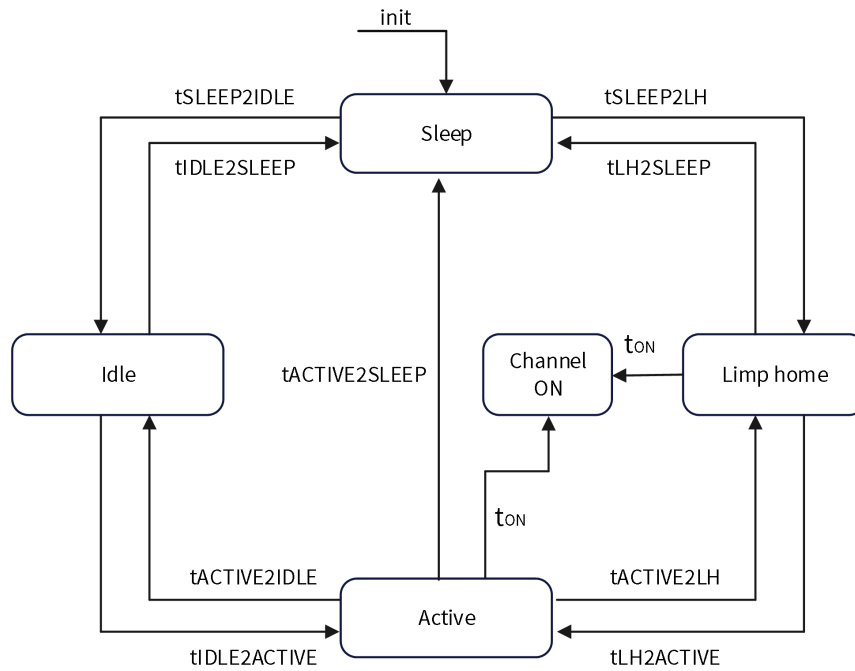 init
tSLEEP2IDLE
tSLEEP2LH
Sleep
tIDLE2SLEEP
tLH2SLEEP
tON
Channel
ON
Idle
tACTIVE2SLEEP
Limp home
tON
tACTIVE2IDLE
tACTIVE2LH
Active
tIDLE2ACTIVE
tLH2ACTIVE